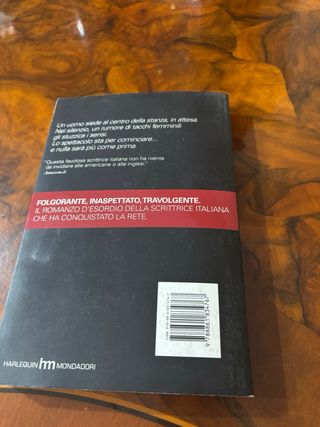 Un uomo siede al centro della stanza, in attesa.
Nel silenzio, un rumore di tacchi femminili
gli stuzzica i sensi.
Lo spettacolo sta per cominciare...
e nulla sarà più come prima.
"Questa favolosa scrittrice italiana non ha niente
da invidiare alle americane o alle inglesi."
Amazon.it
FOLGORANTE, INASPETTATO, TRAVOLGENTE.
IL ROMANZO D'ESORDIO DELLA SCRITTRICE ITALIANA
CHE HA CONQUISTATO LA RETE.
HARLEQUIN hm MONDADORI